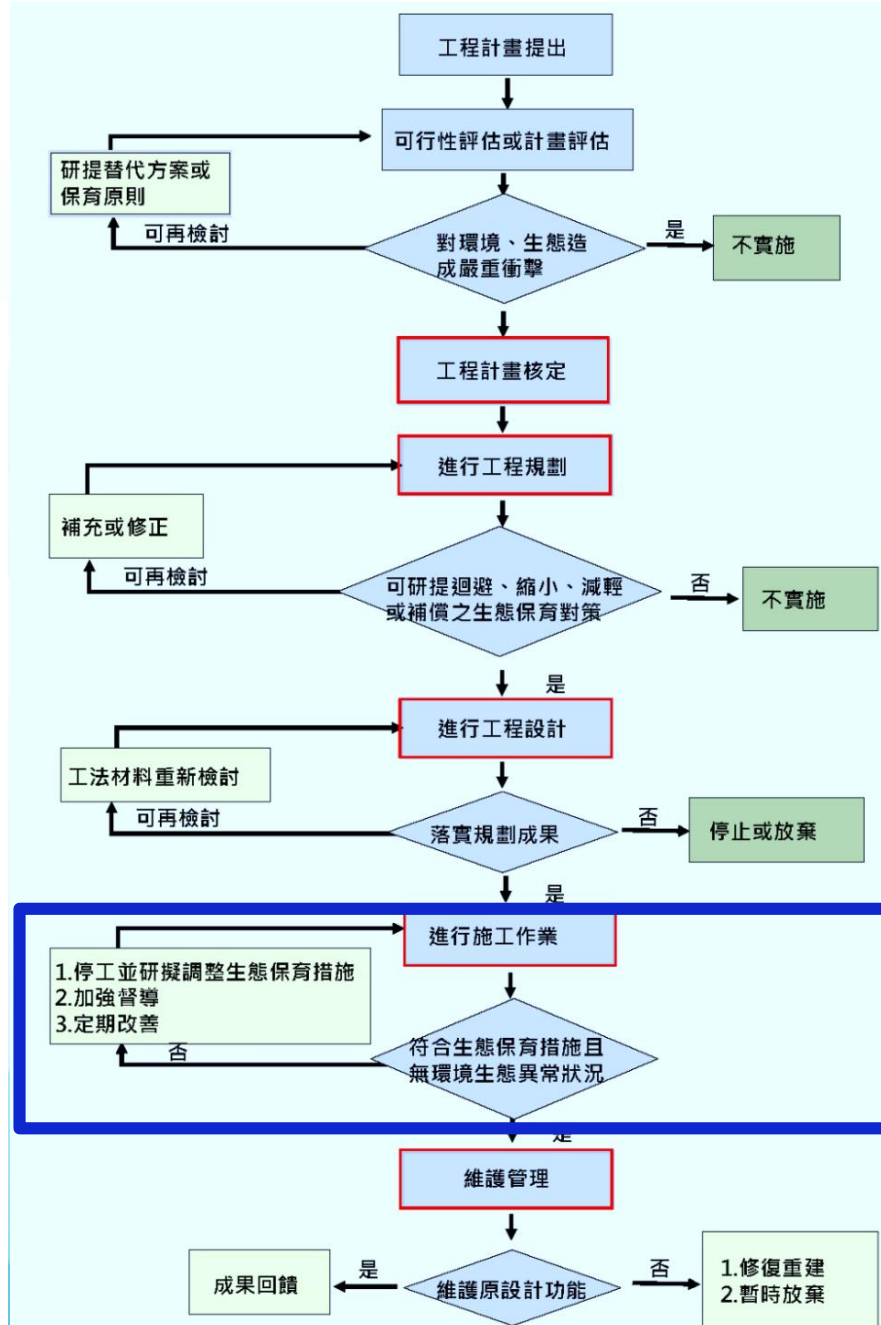 工程計畫提出
可行性評估或計畫評估
研提替代方案或
保育原則
可再檢討
對環境、生態造
成嚴重衝擊
是
不實施
工程計畫核定
進行工程規劃
補充或修正
可再檢討
可研提迴避、縮小、減輕
或補償之生態保育對策
否
不實施
是
進行工程設計
工法材料重新檢討
可再檢討
落實規劃成果
否
停止或放棄
是
進行施工作業
1.停工並研擬調整生態保育措施
2.加強督導
3.定期改善
否
符合生態保育措施且
無環境生態異常狀況
是
維護管理
成果回饋
是
維護原設計功能
否
1.修復重建
2.暫時放棄